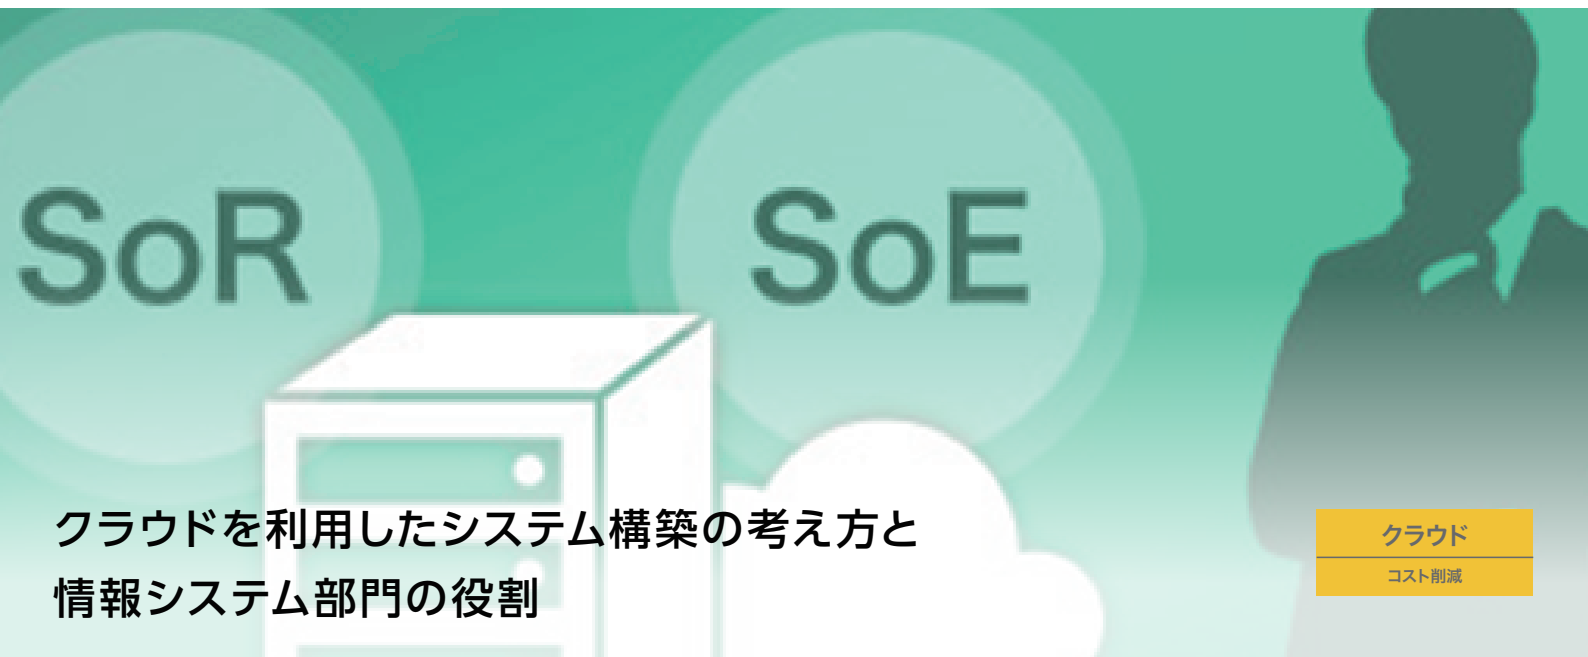 SoR
SoE
クラウドを利用したシステム構築の考え方と
情報システム部門の役割
クラウド
コスト削減